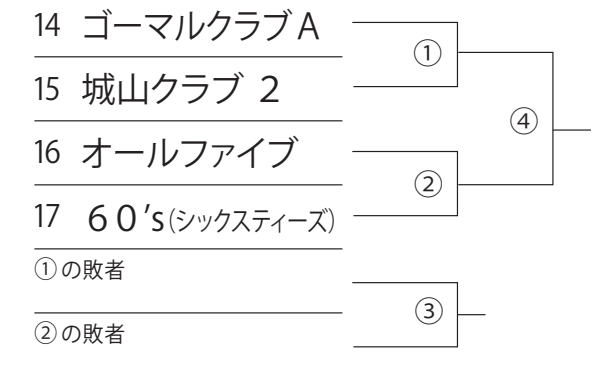 14 ゴーマルクラブA
①
15 城山クラブ 2
④
16 オールファイブ
②
17 60's(シックスティーズ)
①の敗者
③
②の敗者